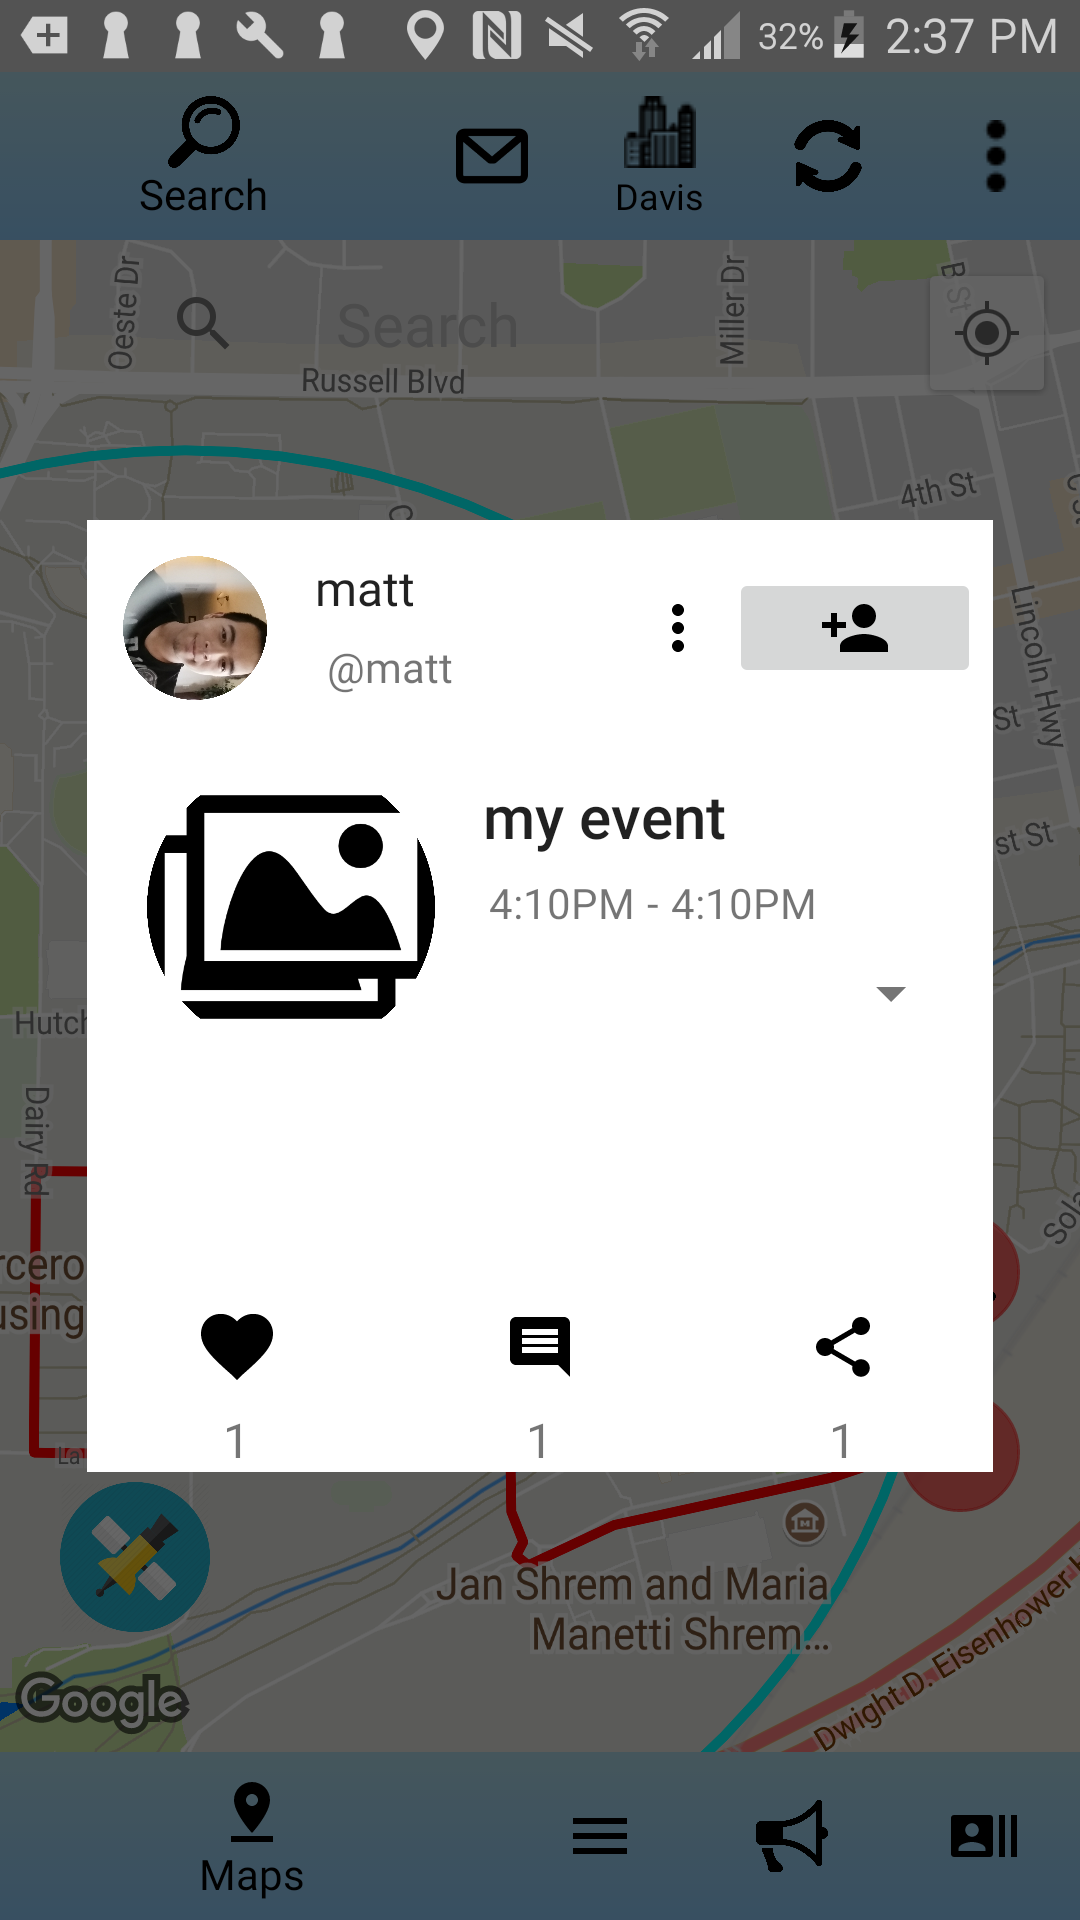 32% 2:37 PM
Search
Davis
Oeste Dr
Search
Miller Dr
B St
Russell Blvd
4th St
matt
@matt
Lincoln Hwy
St
my event
st St
4:10PM - 4:10PM
Hutch
Dairy Rd
Sola
rcero
using
1
1
1
La
Jan Shrem and Maria
Manetti Shrem...
Dwight D. Eisenhower
Google
Maps